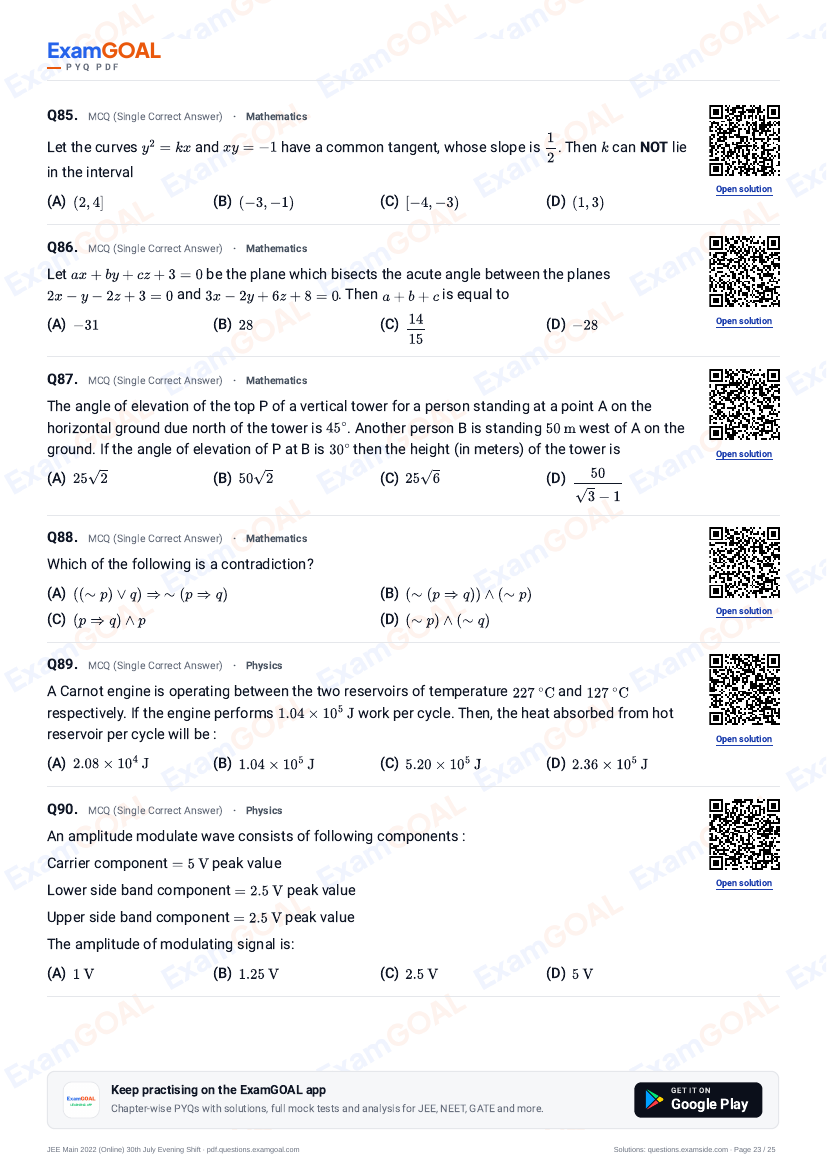 ExamGOAL
PYQ PDF
Q85. MCQ (Single Correct Answer) · Mathematics
Let the curves y² = kx and xy = −1 have a common tangent, whose slope is 1/2. Then k can NOT lie
in the interval
(A) (2, 4] (B) (−3, −1) (C) [−4, −3) (D) (1, 3)
Open solution
Q86. MCQ (Single Correct Answer) · Mathematics
Let ax + by + cz + 3 = 0 be the plane which bisects the acute angle between the planes
2x − y − 2z + 3 = 0 and 3x − 2y + 6z + 8 = 0. Then a + b + c is equal to
(A) −31 (B) 28 (C) 14/15 (D) −28
Open solution
Q87. MCQ (Single Correct Answer) · Mathematics
The angle of elevation of the top P of a vertical tower for a person standing at a point A on the
horizontal ground due north of the tower is 45°. Another person B is standing 50 m west of A on the
ground. If the angle of elevation of P at B is 30° then the height (in meters) of the tower is
(A) 25√2 (B) 50√2 (C) 25√6 (D) 50/(√3 − 1)
Open solution
Q88. MCQ (Single Correct Answer) · Mathematics
Which of the following is a contradiction?
(A) ((∼ p) ∨ q) ⇒ ∼ (p ⇒ q) (B) (∼ (p ⇒ q)) ∧ (∼ p)
(C) (p ⇒ q) ∧ p (D) (∼ p) ∧ (∼ q)
Open solution
Q89. MCQ (Single Correct Answer) · Physics
A Carnot engine is operating between the two reservoirs of temperature 227 °C and 127 °C
respectively. If the engine performs 1.04 × 10⁵ J work per cycle. Then, the heat absorbed from hot
reservoir per cycle will be :
(A) 2.08 × 10⁴ J (B) 1.04 × 10⁵ J (C) 5.20 × 10⁵ J (D) 2.36 × 10⁵ J
Open solution
Q90. MCQ (Single Correct Answer) · Physics
An amplitude modulate wave consists of following components :
Carrier component = 5 V peak value
Lower side band component = 2.5 V peak value
Upper side band component = 2.5 V peak value
The amplitude of modulating signal is:
(A) 1 V (B) 1.25 V (C) 2.5 V (D) 5 V
Open solution
ExamGOAL
Keep practising on the ExamGOAL app
Chapter-wise PYQs with solutions, full mock tests and analysis for JEE, NEET, GATE and more.
GET IT ON
Google Play
JEE Main 2022 (Online) 30th July Evening Shift · pdf.questions.examgoal.com
Solutions: questions.examside.com · Page 23 / 25